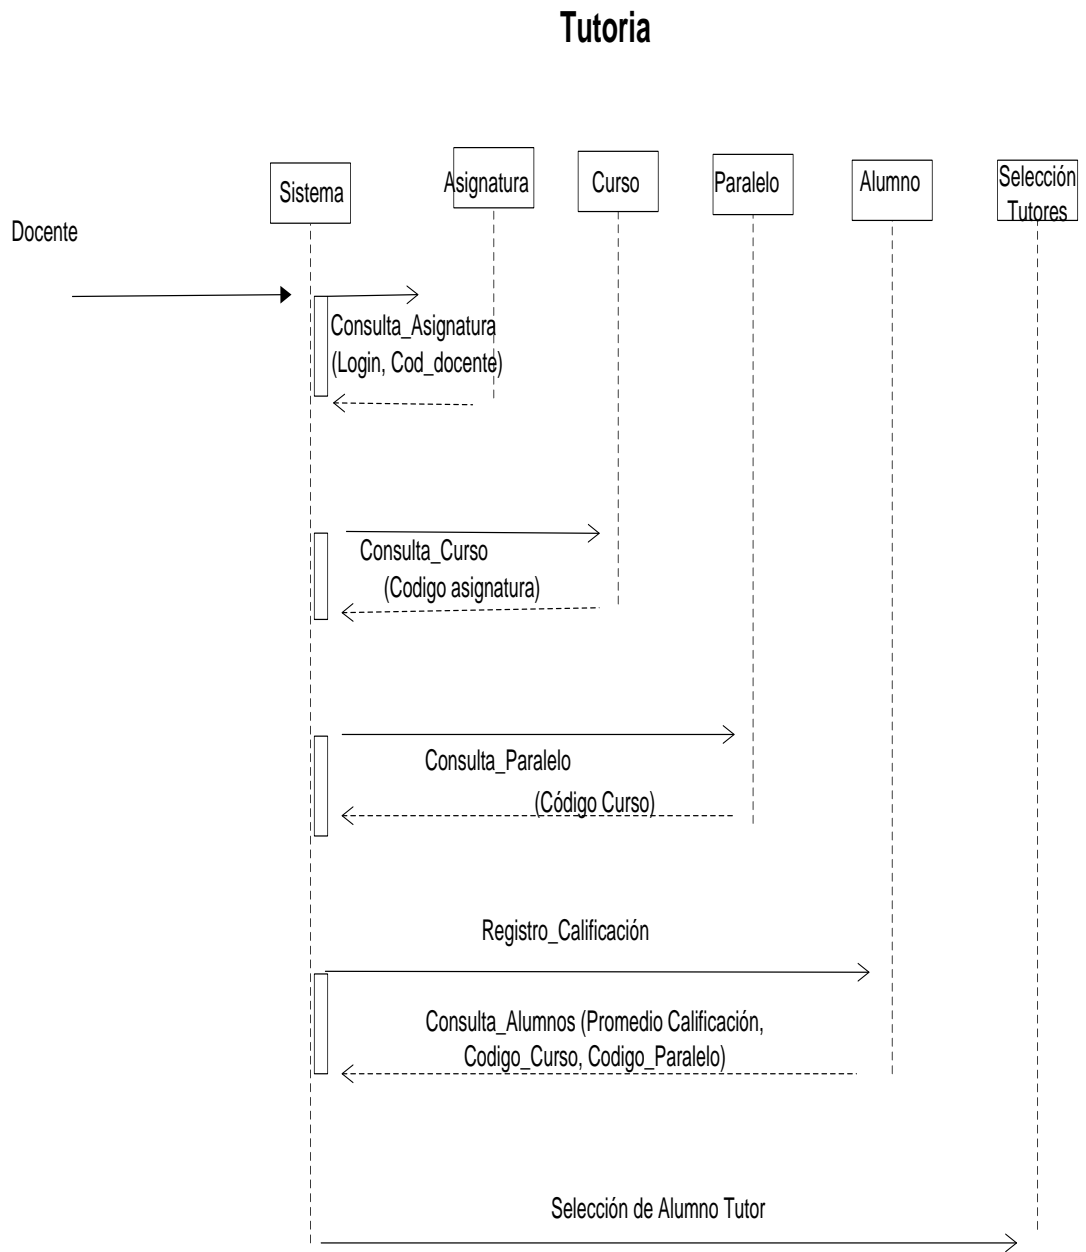 Tutoria
Sistema
Asignatura
Curso
Paralelo
Alumno
Selección
Tutores
Docente
Consulta_Asignatura
(Login, Cod_docente)
Consulta_Curso
(Codigo asignatura)
Consulta_Paralelo
(Código Curso)
Registro_Calificación
Consulta_Alumnos (Promedio Calificación,
Codigo_Curso, Codigo_Paralelo)
Selección de Alumno Tutor